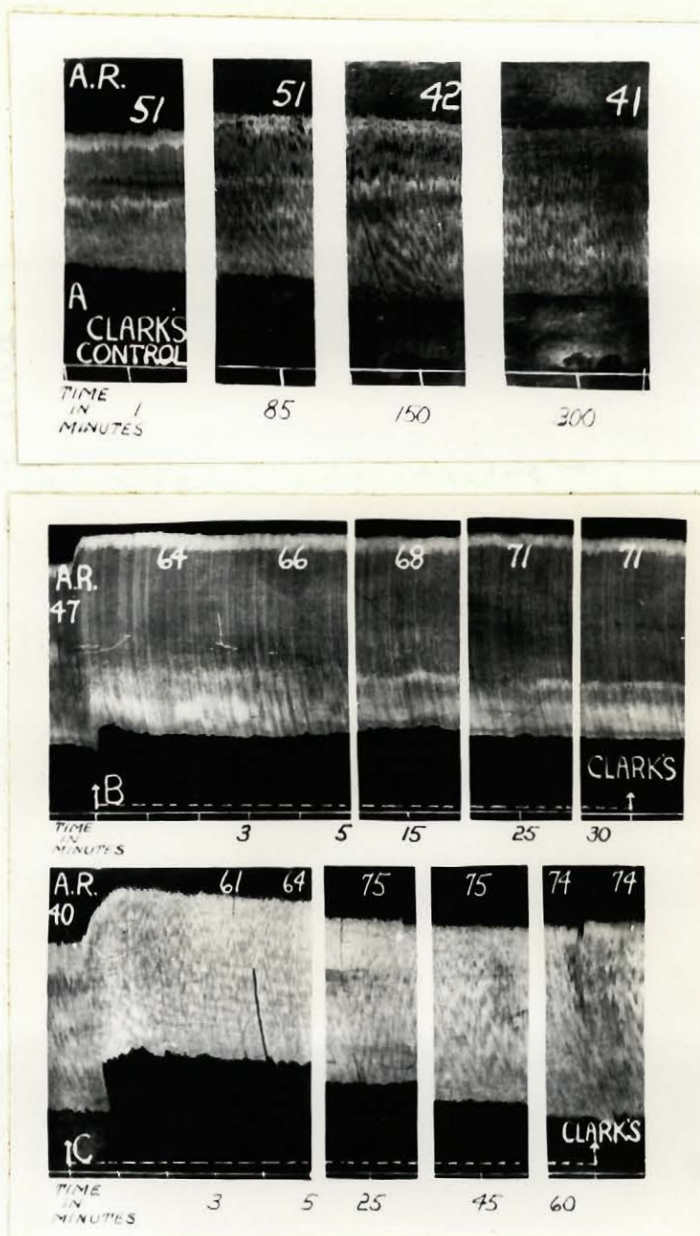 A.R.
51 51 42 41
A
CLARK'S
CONTROL
TIME
IN 1 85 150 300
MINUTES
64 66 68 71 71
A.R.
47
CLARKS
B
TIME 3 5 15 25 30
IN
MINUTES
A.R. 61 64 75 75 74 74
40
CLARKS
C
TIME
IN 3 5 25 45 60
MINUTES